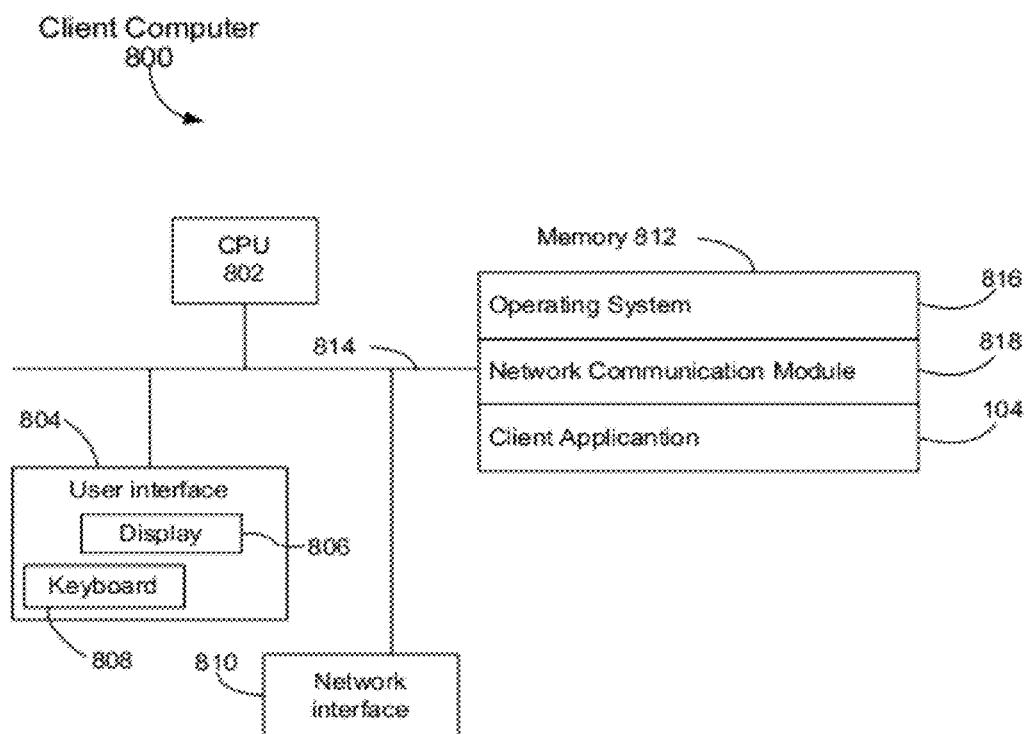 Client Computer
800
CPU
802
Memory 812
Operating System
816
814
Network Communication Module
818
Client Applicantion
104
804
User interface
Display
806
Keyboard
808
810
Network
interface